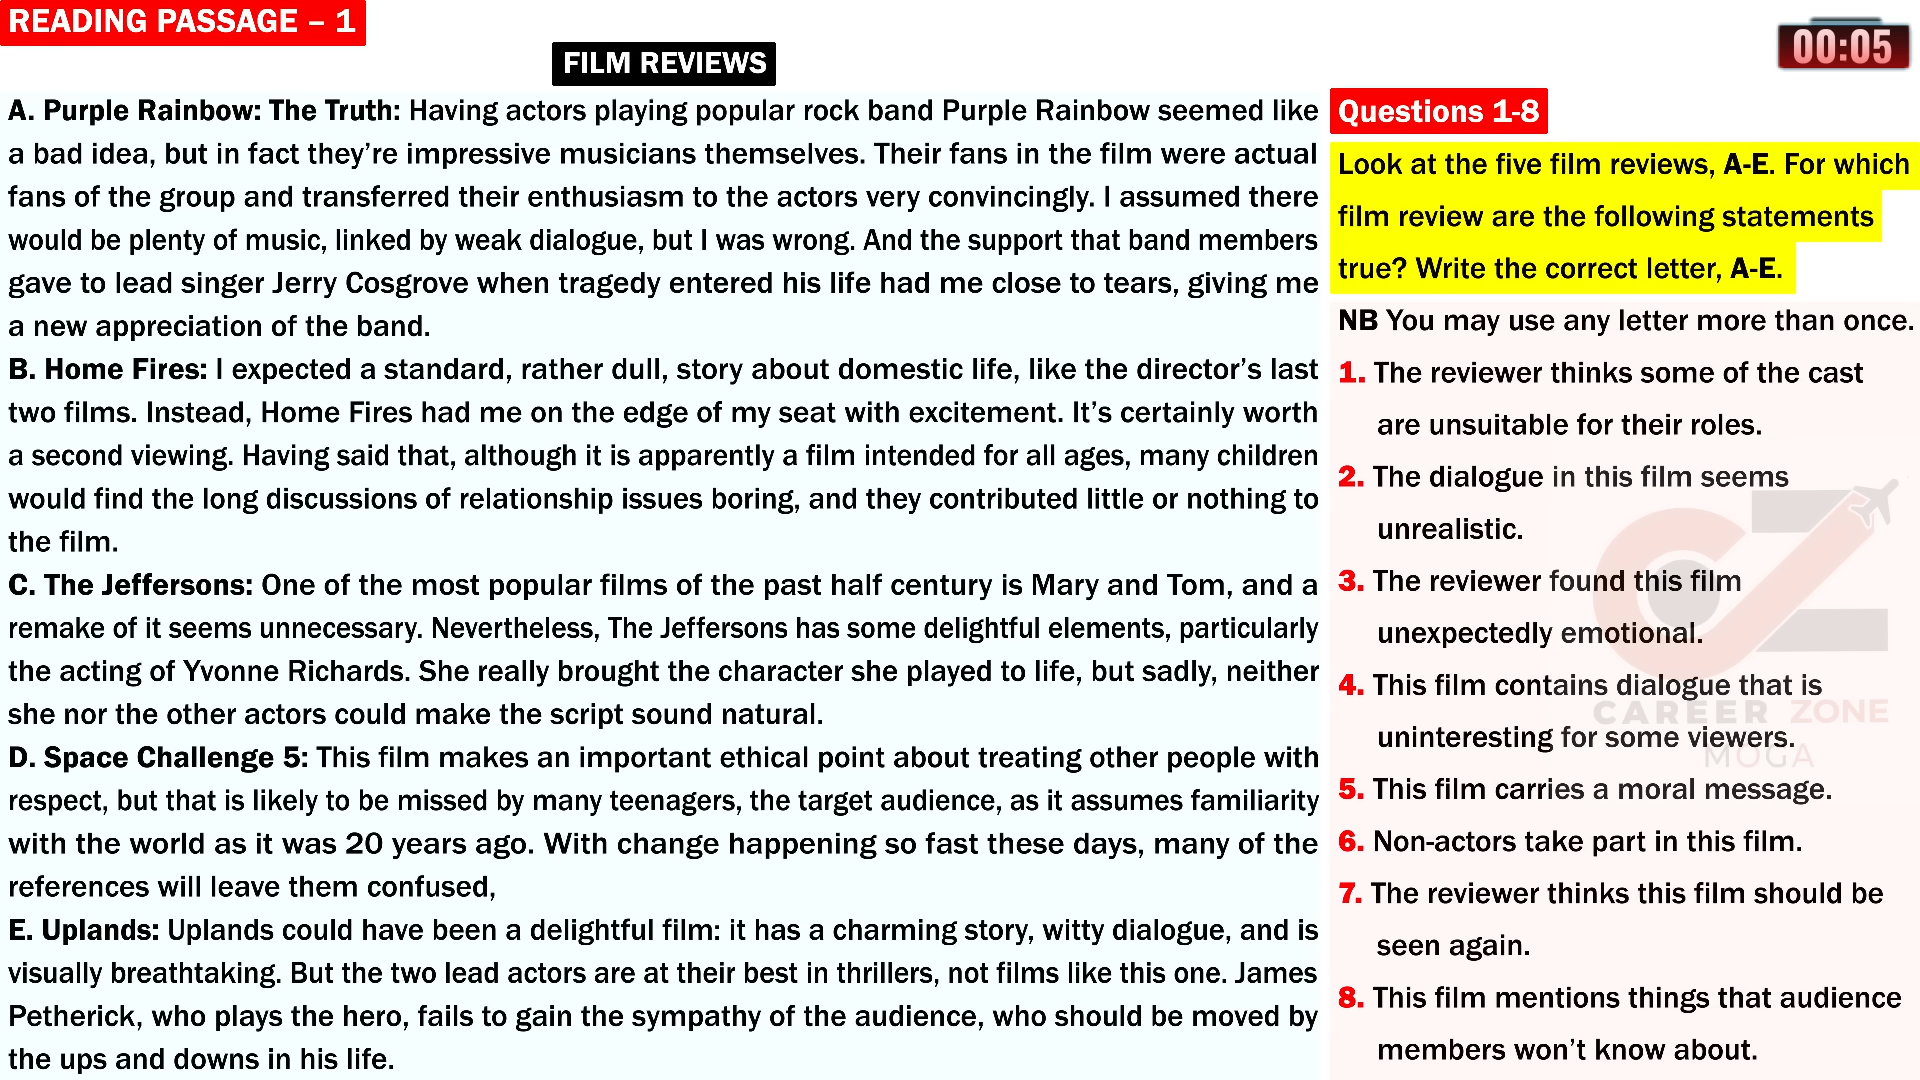 READING PASSAGE – 1
00:05
FILM REVIEWS
A. Purple Rainbow: The Truth: Having actors playing popular rock band Purple Rainbow seemed like
a bad idea, but in fact they're impressive musicians themselves. Their fans in the film were actual
fans of the group and transferred their enthusiasm to the actors very convincingly. I assumed there
would be plenty of music, linked by weak dialogue, but I was wrong. And the support that band members
gave to lead singer Jerry Cosgrove when tragedy entered his life had me close to tears, giving me
a new appreciation of the band.
B. Home Fires: I expected a standard, rather dull, story about domestic life, like the director's last
two films. Instead, Home Fires had me on the edge of my seat with excitement. It's certainly worth
a second viewing. Having said that, although it is apparently a film intended for all ages, many children
would find the long discussions of relationship issues boring, and they contributed little or nothing to
the film.
C. The Jeffersons: One of the most popular films of the past half century is Mary and Tom, and a
remake of it seems unnecessary. Nevertheless, The Jeffersons has some delightful elements, particularly
the acting of Yvonne Richards. She really brought the character she played to life, but sadly, neither
she nor the other actors could make the script sound natural.
D. Space Challenge 5: This film makes an important ethical point about treating other people with
respect, but that is likely to be missed by many teenagers, the target audience, as it assumes familiarity
with the world as it was 20 years ago. With change happening so fast these days, many of the
references will leave them confused,
E. Uplands: Uplands could have been a delightful film: it has a charming story, witty dialogue, and is
visually breathtaking. But the two lead actors are at their best in thrillers, not films like this one. James
Petherick, who plays the hero, fails to gain the sympathy of the audience, who should be moved by
the ups and downs in his life.
Questions 1-8
Look at the five film reviews, A-E. For which
film review are the following statements
true? Write the correct letter, A-E.
NB You may use any letter more than once.
1. The reviewer thinks some of the cast
are unsuitable for their roles.
2. The dialogue in this film seems
unrealistic.
3. The reviewer found this film
unexpectedly emotional.
4. This film contains dialogue that is
uninteresting for some viewers.
5. This film carries a moral message.
6. Non-actors take part in this film.
7. The reviewer thinks this film should be
seen again.
8. This film mentions things that audience
members won't know about.
CAREER ZONE
MOGA